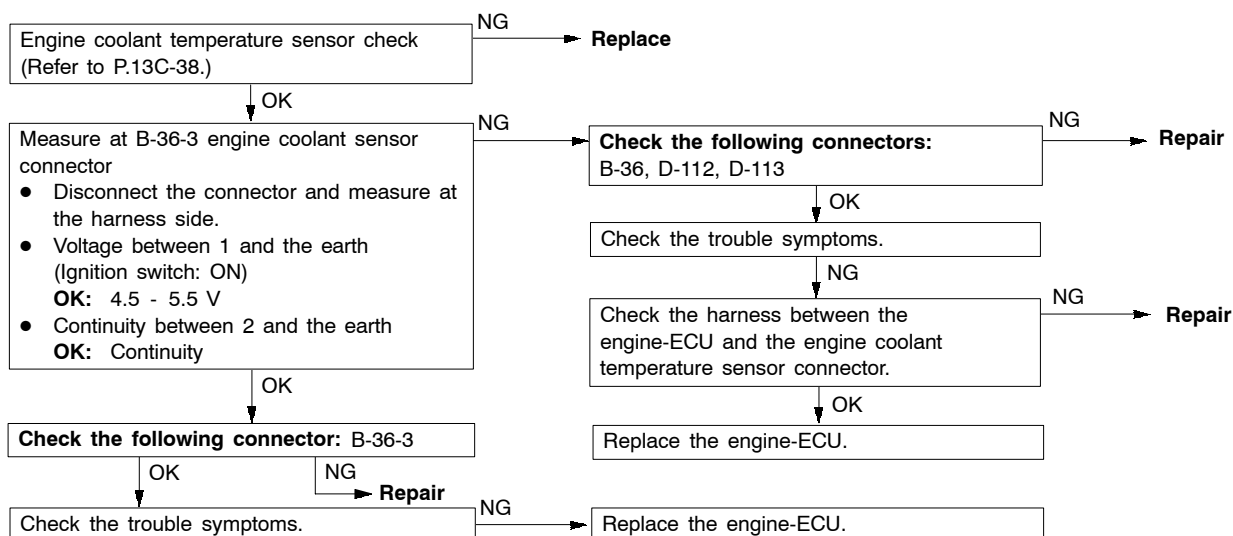 Engine coolant temperature sensor check
(Refer to P.13C-38.)
NG
Replace
OK
Measure at B-36-3 engine coolant sensor
connector
● Disconnect the connector and measure at
the harness side.
● Voltage between 1 and the earth
(Ignition switch: ON)
OK: 4.5 - 5.5 V
● Continuity between 2 and the earth
OK: Continuity
NG
Check the following connectors:
B-36, D-112, D-113
NG
Repair
OK
Check the trouble symptoms.
NG
Check the harness between the
engine-ECU and the engine coolant
temperature sensor connector.
NG
Repair
OK
Replace the engine-ECU.
OK
Check the following connector: B-36-3
OK
NG
Repair
Check the trouble symptoms.
NG
Replace the engine-ECU.